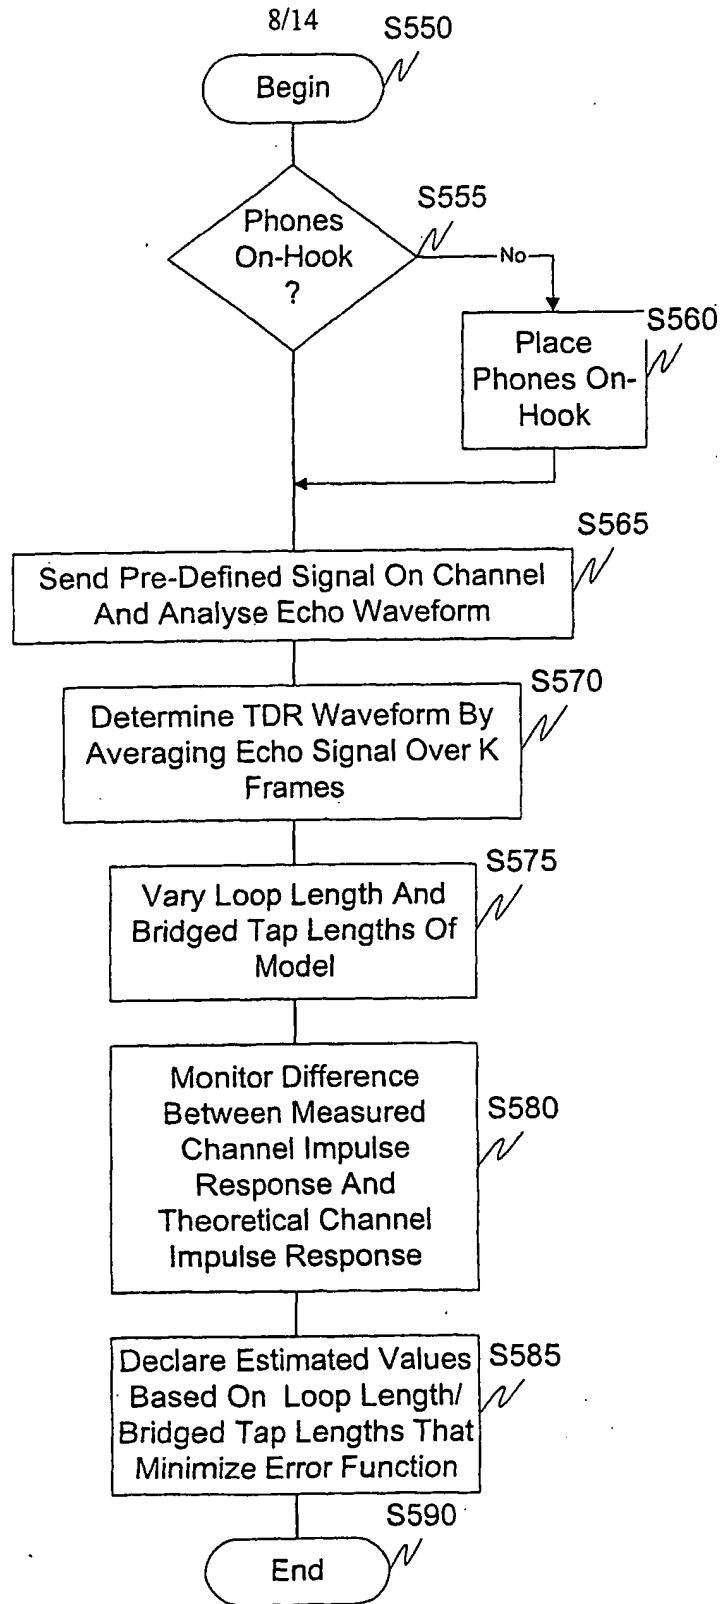 8/14
S550
Begin
S555
Phones
On-Hook
?
No
S560
Place
Phones On-
Hook
S565
Send Pre-Defined Signal On Channel
And Analyse Echo Waveform
S570
Determine TDR Waveform By
Averaging Echo Signal Over K
Frames
S575
Vary Loop Length And
Bridged Tap Lengths Of
Model
S580
Monitor Difference
Between Measured
Channel Impulse
Response And
Theoretical Channel
Impulse Response
S585
Declare Estimated Values
Based On Loop Length/
Bridged Tap Lengths That
Minimize Error Function
S590
End